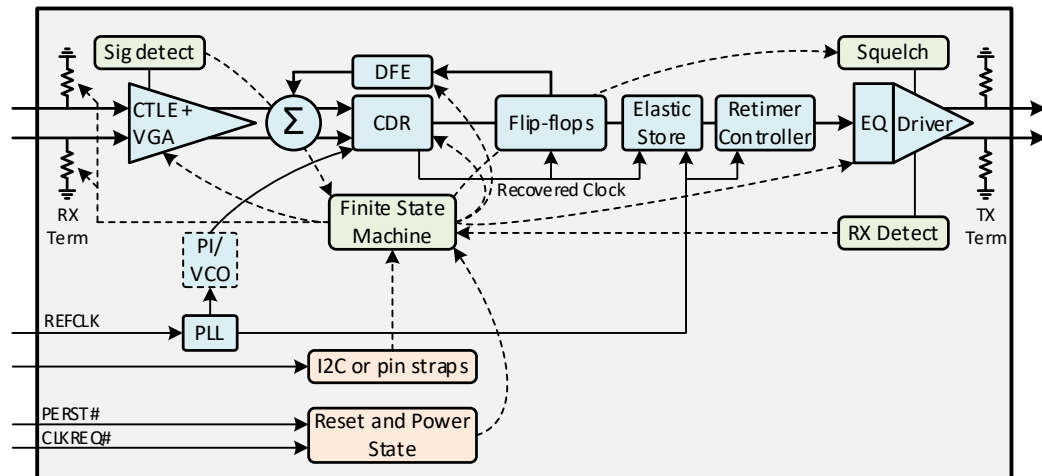 Sig detect
DFE
Squelch
CTLE +
VGA
Σ
CDR
Flip-flops
Elastic
Store
Retimer
Controller
EQ
Driver
Recovered Clock
RX
Term
Finite State
Machine
RX Detect
TX
Term
PI/
VCO
REFCLK
PLL
I2C or pin straps
PERST#
CLKREQ#
Reset and Power
State